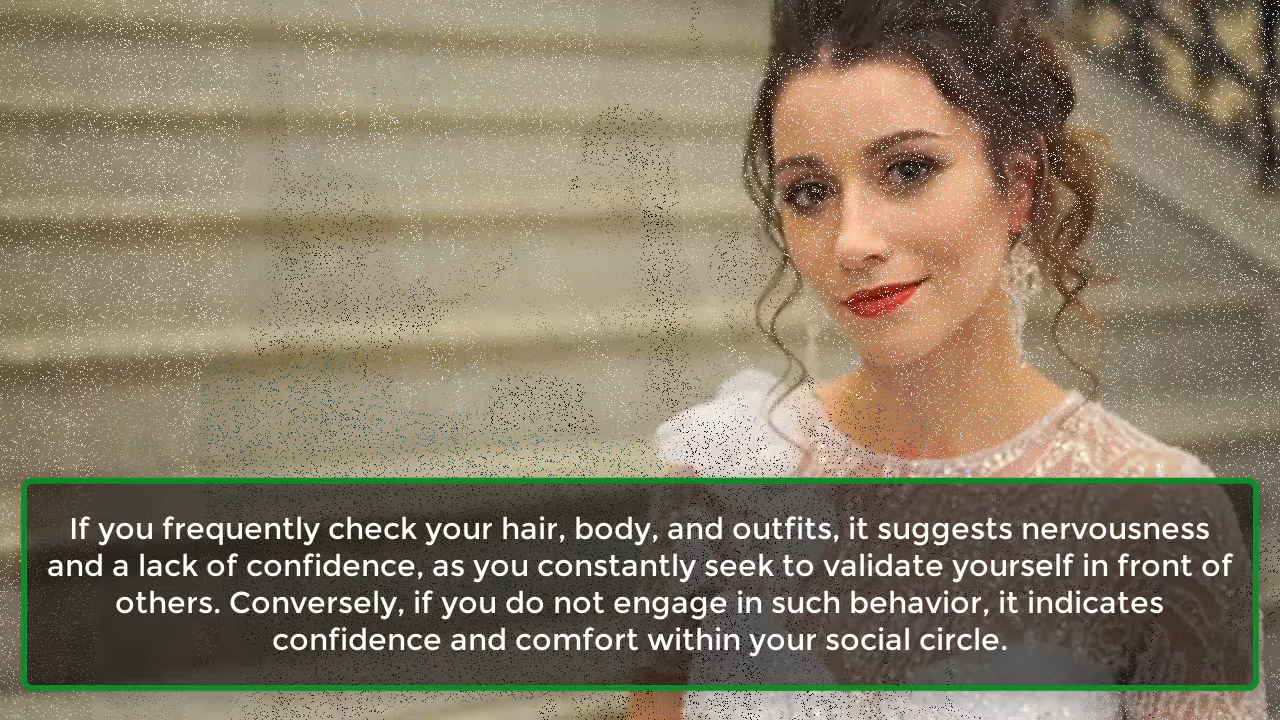 If you frequently check your hair, body, and outfits, it suggests nervousness
and a lack of confidence, as you constantly seek to validate yourself in front of
others. Conversely, if you do not engage in such behavior, it indicates
confidence and comfort within your social circle.